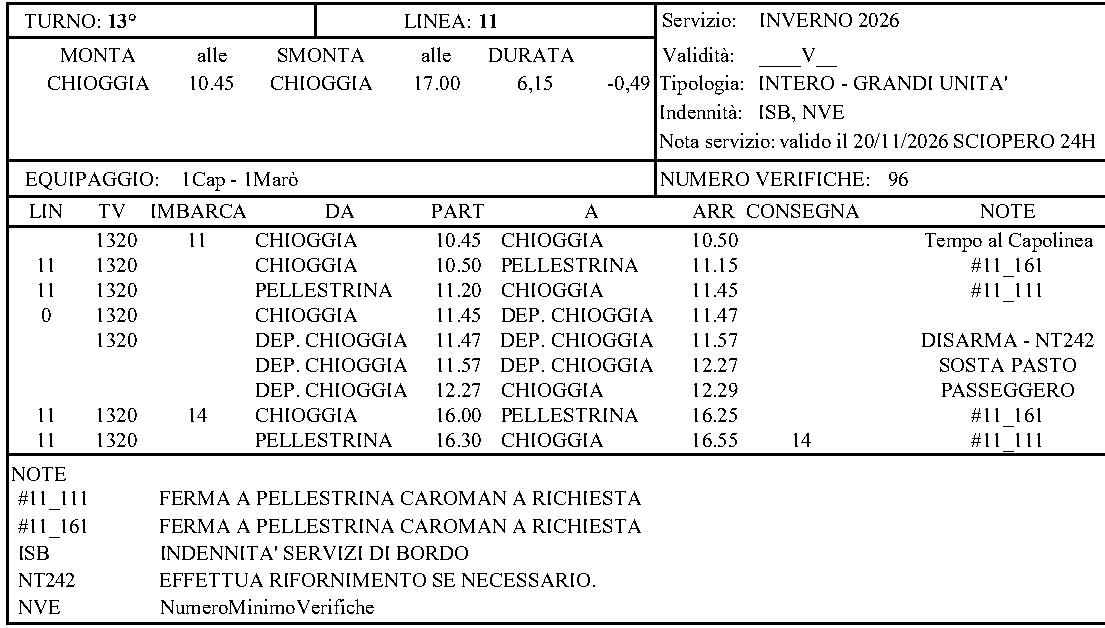 TURNO: 13° LINEA: 11 Servizio: INVERNO 2026
MONTA alle SMONTA alle DURATA Validità: ____V__
CHIOGGIA 10.45 CHIOGGIA 17.00 6,15 -0,49 Tipologia: INTERO - GRANDI UNITA'
Indennità: ISB, NVE
Nota servizio: valido il 20/11/2026 SCIOPERO 24H
EQUIPAGGIO: 1Cap - 1Marò NUMERO VERIFICHE: 96
LIN TV IMBARCA DA PART A ARR CONSEGNA NOTE
1320 11 CHIOGGIA 10.45 CHIOGGIA 10.50 Tempo al Capolinea
11 1320 CHIOGGIA 10.50 PELLESTRINA 11.15 #11_161
11 1320 PELLESTRINA 11.20 CHIOGGIA 11.45 #11_111
0 1320 CHIOGGIA 11.45 DEP. CHIOGGIA 11.47
1320 DEP. CHIOGGIA 11.47 DEP. CHIOGGIA 11.57 DISARMA - NT242
DEP. CHIOGGIA 11.57 DEP. CHIOGGIA 12.27 SOSTA PASTO
DEP. CHIOGGIA 12.27 CHIOGGIA 12.29 PASSEGGERO
11 1320 14 CHIOGGIA 16.00 PELLESTRINA 16.25 #11_161
11 1320 PELLESTRINA 16.30 CHIOGGIA 16.55 14 #11_111
NOTE
#11_111 FERMA A PELLESTRINA CAROMAN A RICHIESTA
#11_161 FERMA A PELLESTRINA CAROMAN A RICHIESTA
ISB INDENNITA' SERVIZI DI BORDO
NT242 EFFETTUA RIFORNIMENTO SE NECESSARIO.
NVE NumeroMinimoVerifiche